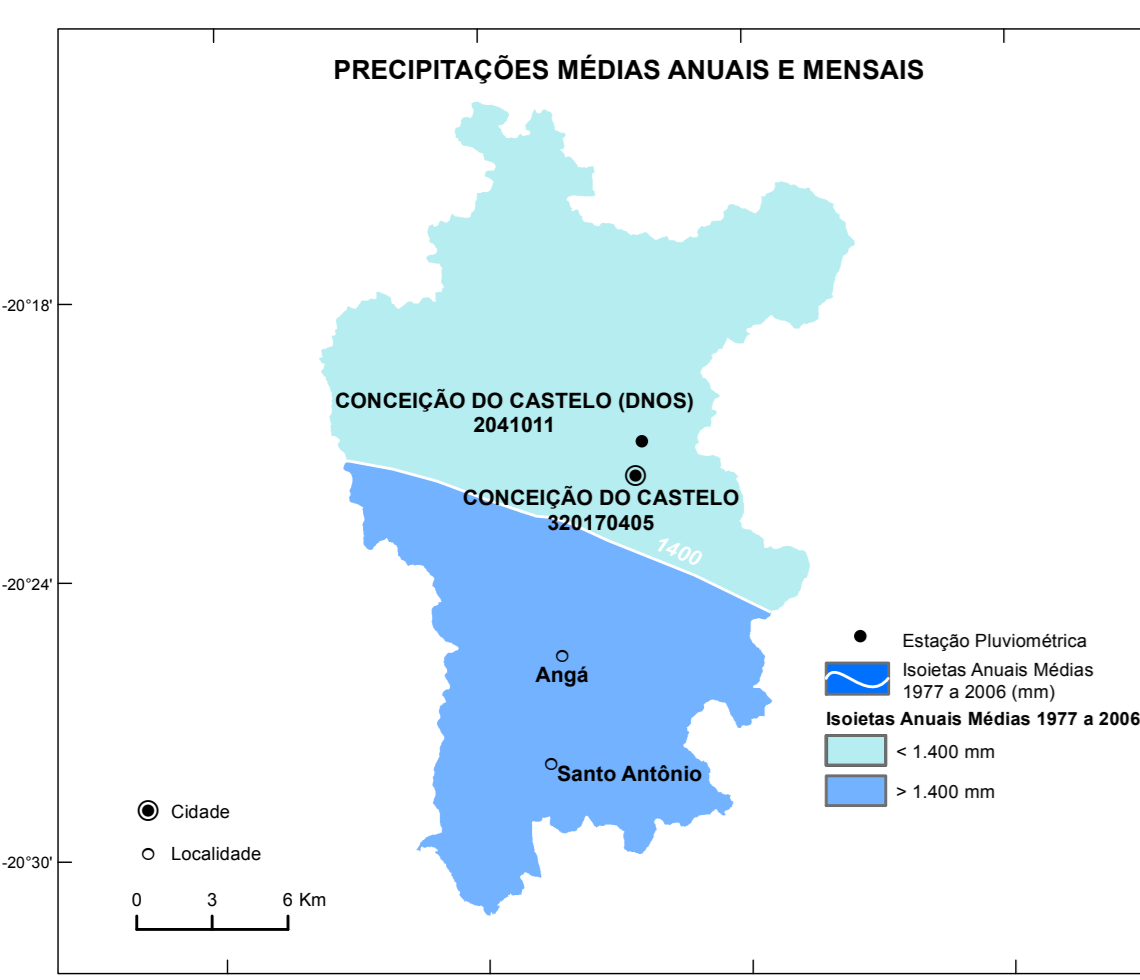 PRECIPITAÇÕES MÉDIAS ANUAIS E MENSAIS
-20°18'
CONCEIÇÃO DO CASTELO (DNOS)
2041011
CONCEIÇÃO DO CASTELO
320170405
1400
-20°24'
Angá
Santo Antônio
Estação Pluviométrica
Isoietas Anuais Médias
1977 a 2006 (mm)
Isoietas Anuais Médias 1977 a 2006
< 1.400 mm
> 1.400 mm
Cidade
Localidade
-20°30'
0 3 6 Km